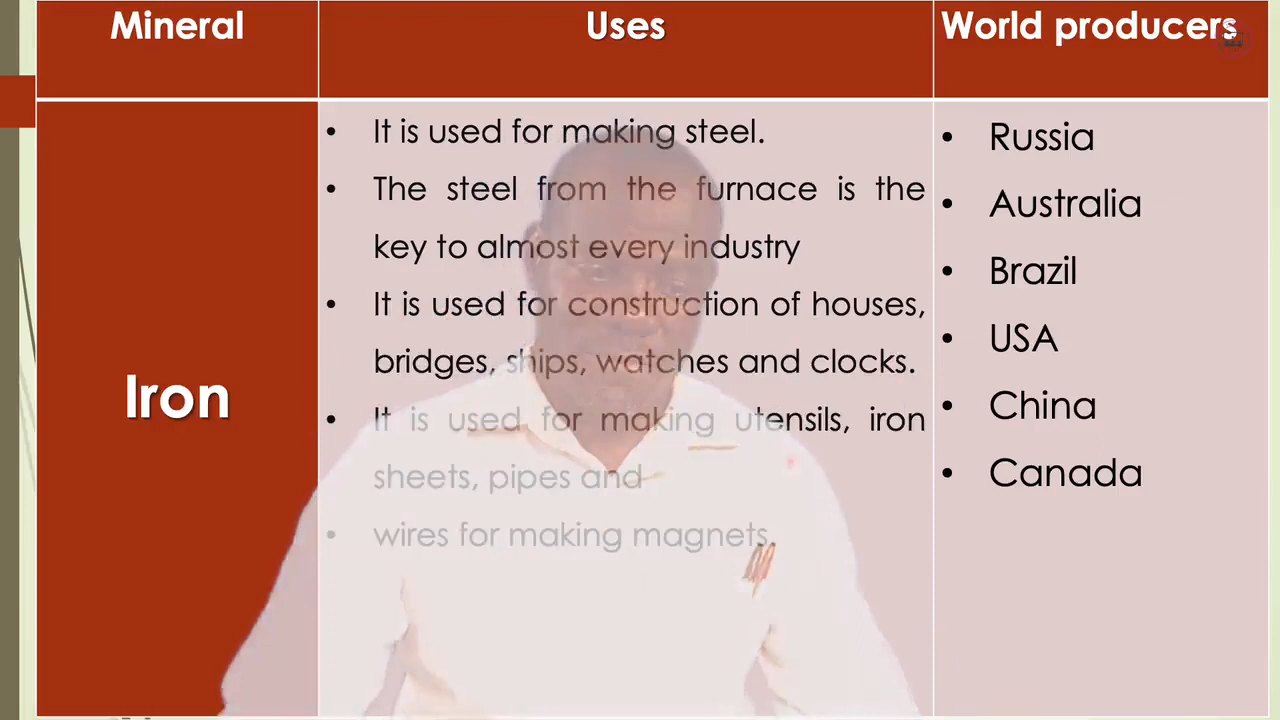 Mineral
Uses
World producers
Iron
• It is used for making steel.
• The steel from the furnace is the
key to almost every industry
• It is used for construction of houses,
bridges, ships, watches and clocks.
• It is used for making utensils, iron
sheets, pipes and
• wires for making magnets.
• Russia
• Australia
• Brazil
• USA
• China
• Canada